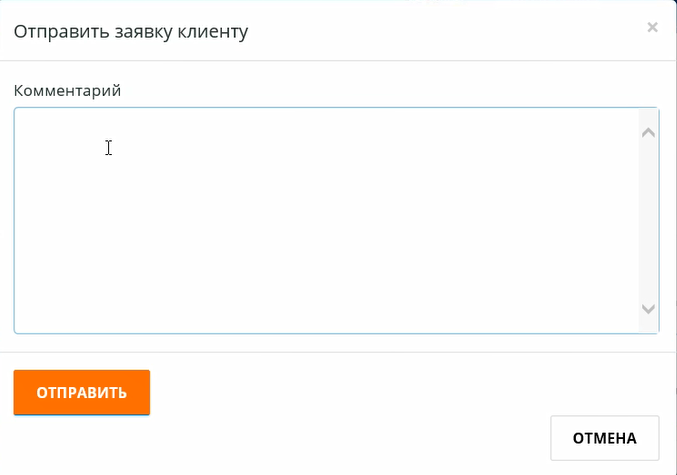 Отправить заявку клиенту
Комментарий
ОТПРАВИТЬ
ОТМЕНА